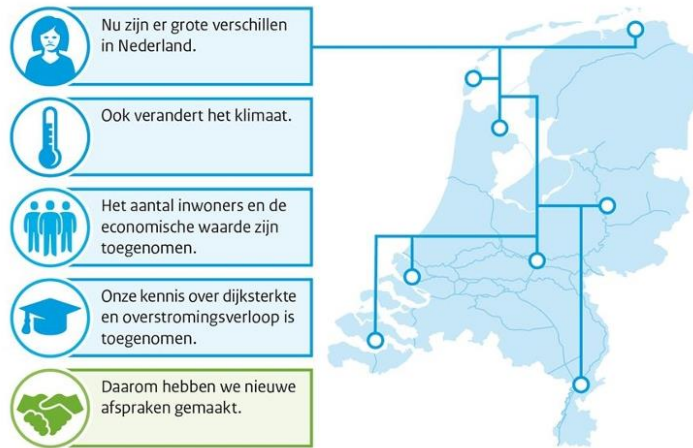 Nu zijn er grote verschillen
in Nederland.
Ook verandert het klimaat.
Het aantal inwoners en de
economische waarde zijn
toegenomen.
Onze kennis over dijksterkte
en overstromingsverloop is
toegenomen.
Daarom hebben we nieuwe
afspraken gemaakt.